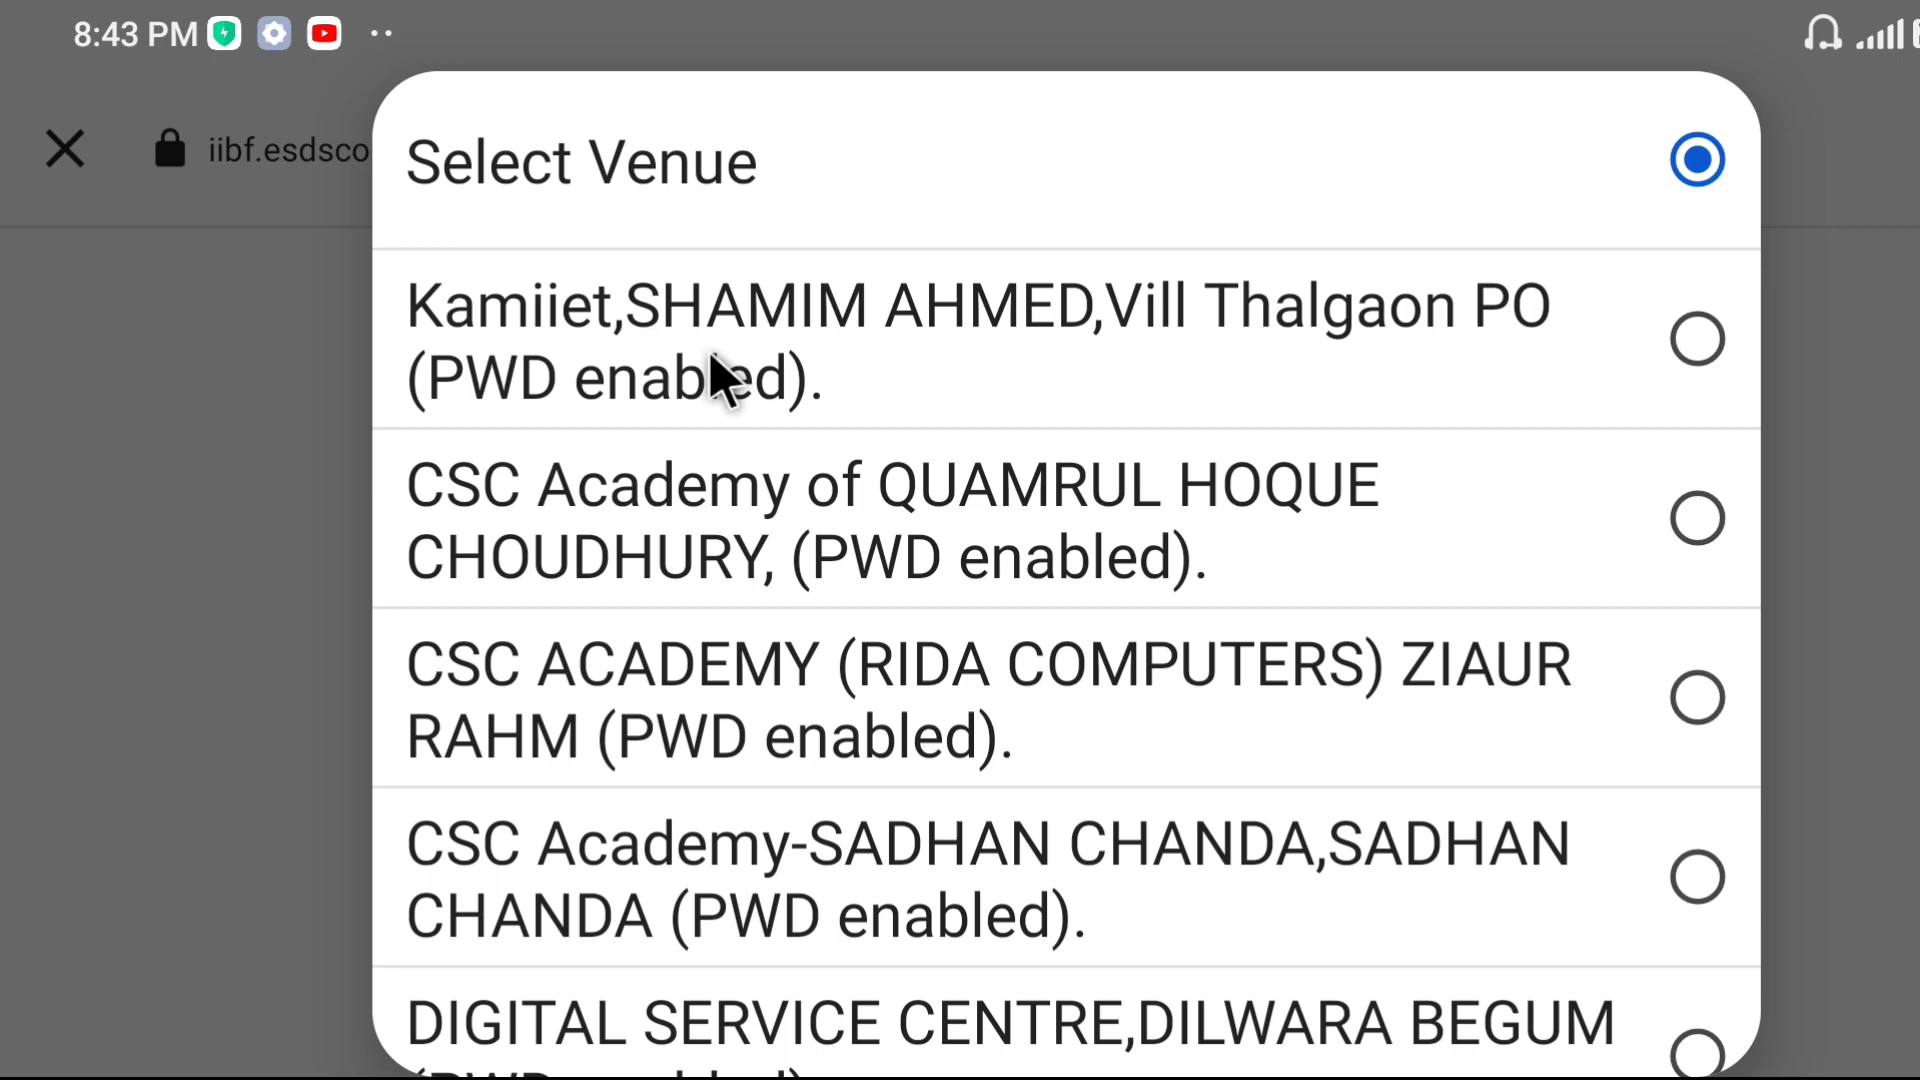 8:43 PM
iibf.esdsco
Select Venue
Kamiiet,SHAMIM AHMED,Vill Thalgaon PO
(PWD enabled).
CSC Academy of QUAMRUL HOQUE
CHOUDHURY, (PWD enabled).
CSC ACADEMY (RIDA COMPUTERS) ZIAUR
RAHM (PWD enabled).
CSC Academy-SADHAN CHANDA,SADHAN
CHANDA (PWD enabled).
DIGITAL SERVICE CENTRE,DILWARA BEGUM